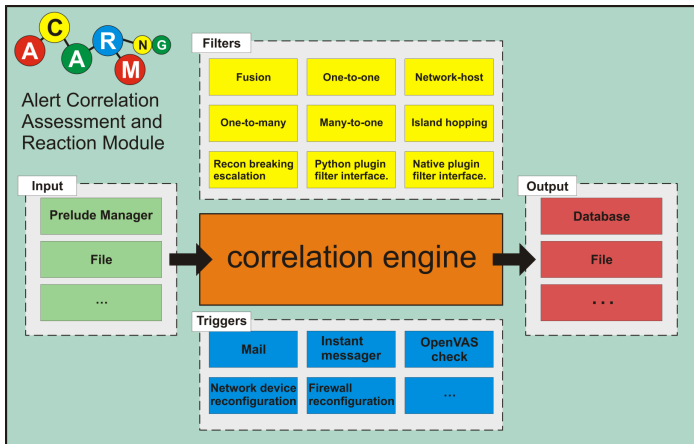 ACARM NG
Alert Correlation
Assessment and
Reaction Module
Filters
Fusion
One-to-one
Network-host
One-to-many
Many-to-one
Island hopping
Recon breaking
escalation
Python plugin
filter interface.
Native plugin
filter interface.
Input
Prelude Manager
File
...
correlation engine
Output
Database
File
...
Triggers
Mail
Instant
messager
OpenVAS
check
Network device
reconfiguration
Firewall
reconfiguration
...